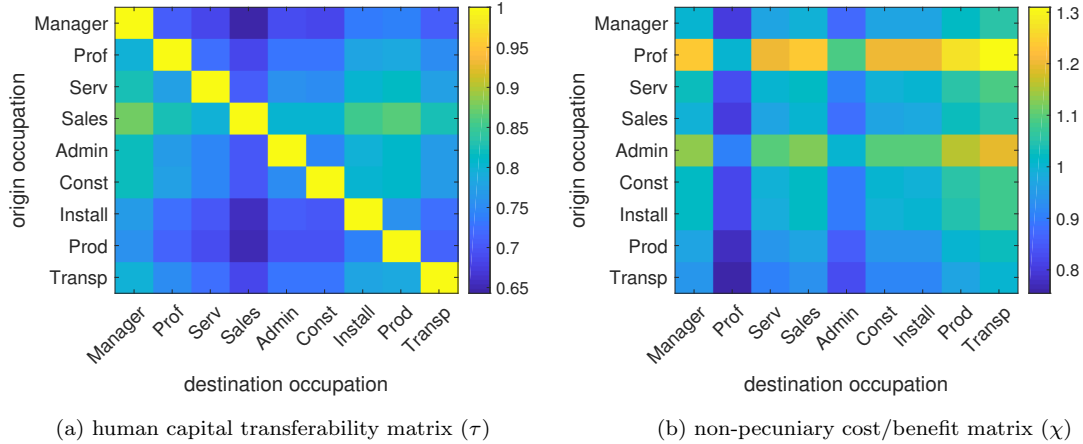 Manager
Prof
Serv
Sales
Admin
Const
Install
Prod
Transp
origin occupation
Manager
Prof
Serv
Sales
Admin
Const
Install
Prod
Transp
destination occupation
1
0.95
0.9
0.85
0.8
0.75
0.7
0.65
(a) human capital transferability matrix (τ)
Manager
Prof
Serv
Sales
Admin
Const
Install
Prod
Transp
origin occupation
Manager
Prof
Serv
Sales
Admin
Const
Install
Prod
Transp
destination occupation
1.3
1.2
1.1
1
0.9
0.8
(b) non-pecuniary cost/benefit matrix (χ)